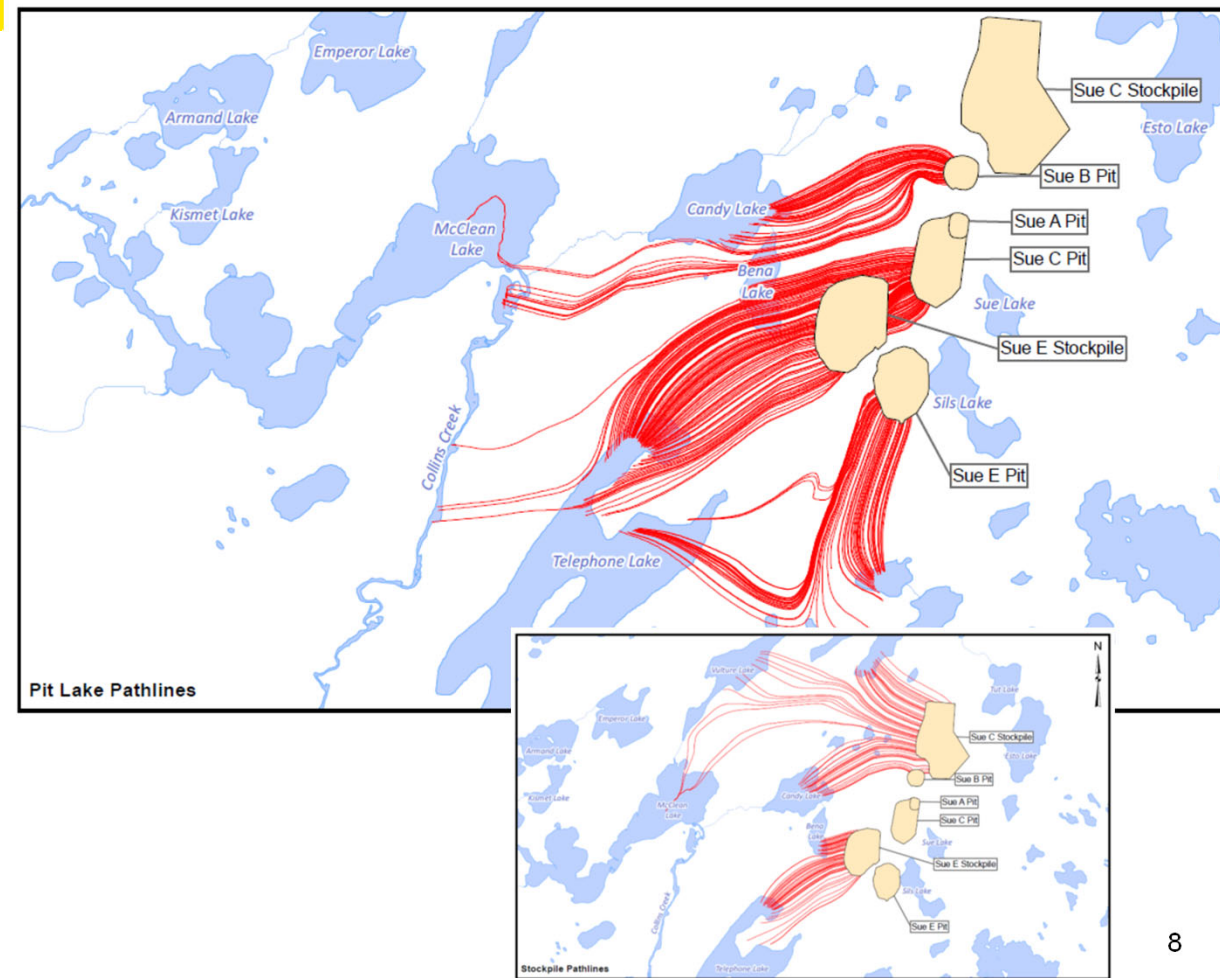 Emperor Lake
Armand Lake
Kismet Lake
McClean
Lake
Candy Lake
Bena
Lake
Collins Creek
Telephone Lake
Sue C Stockpile
Esto Lake
Sue B Pit
Sue A Pit
Sue C Pit
Sue Lake
Sue E Stockpile
Sils Lake
Sue E Pit
Pit Lake Pathlines
N
Vulture Lake
Tut Lake
Emperor Lake
Armand Lake
Kismet Lake
McClean
Lake
Candy Lake
Bena
Lake
Collins Creek
Telephone Lake
Sue C Stockpile
Esto Lake
Sue B Pit
Sue A Pit
Sue C Pit
Sue Lake
Sue E Stockpile
Sils Lake
Sue E Pit
Stockpile Pathlines
8